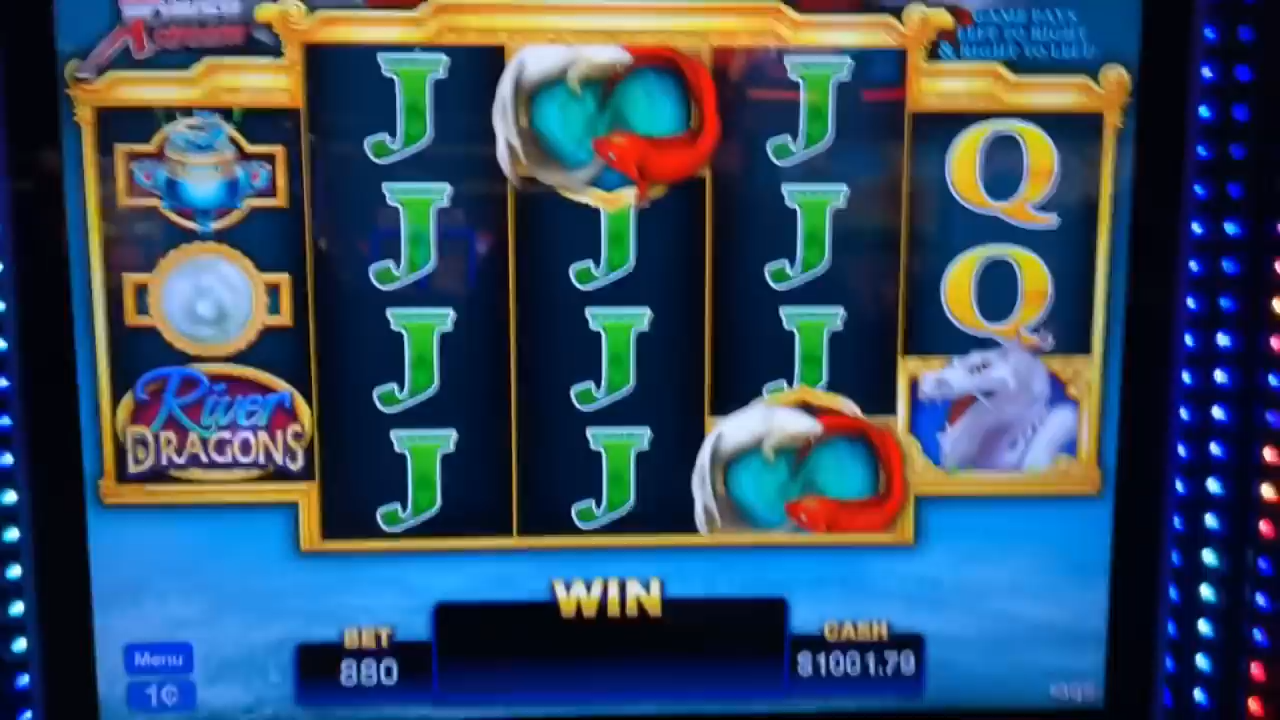 GAME PAYS
LEFT TO RIGHT
& RIGHT TO LEFT
J J
Q
J J
J
Q
J J J
River
DRAGONS
J J
WIN
BET
CASH
880
$1001.79
Menu
1¢